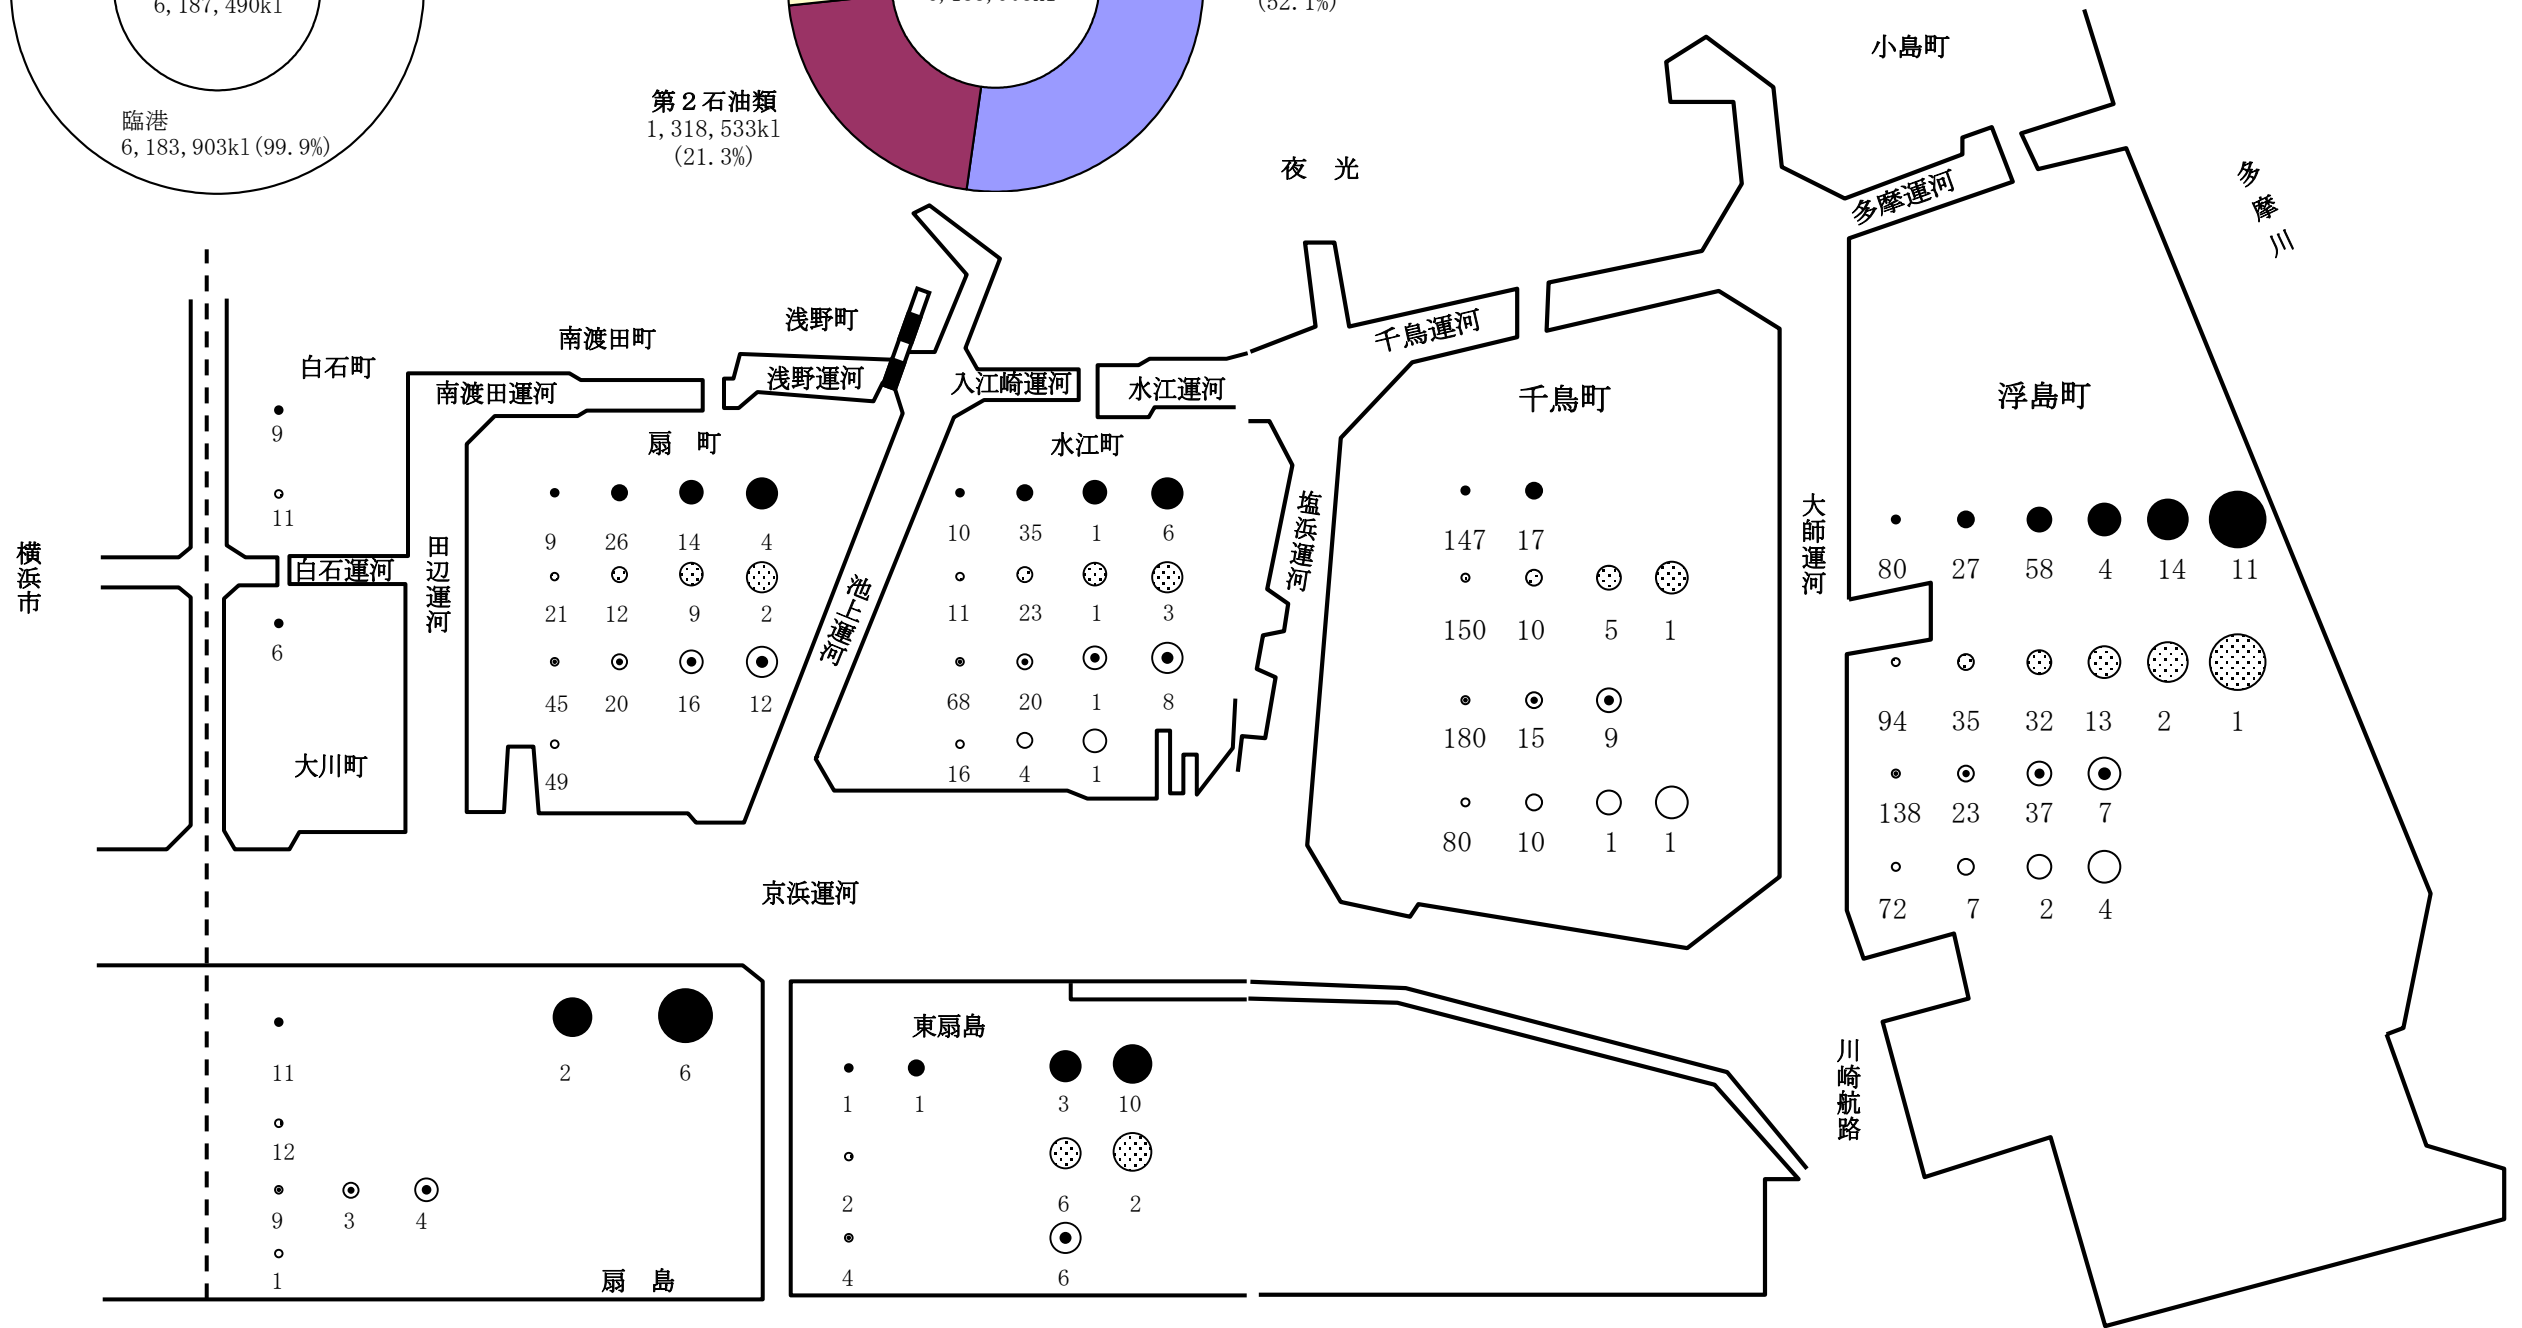 6,187,490kl
(52.1%)
臨港
6,183,903kl(99.9%)
第２石油類
1,318,533kl
(21.3%)
小島町
夜　光
多摩運河
多摩川
浅野町
南渡田町
白石町
南渡田運河
浅野運河
入江崎運河
水江運河
千鳥運河
9
11
横浜市
白石運河
田辺運河
6
大川町
扇　町
9 26 14 4
21 12 9 2
45 20 16 12
49
池上運河
水江町
10 35 1 6
11 23 1 3
68 20 1 8
16 4 1
塩浜運河
千鳥町
147 17
150 10 5 1
180 15 9
80 10 1 1
大師運河
浮島町
80 27 58 4 14 11
94 35 32 13 2 1
138 23 37 7
72 7 2 4
京浜運河
11 2 6
12
9 3 4
1
扇　島
東扇島
1 1 3 10
2 6 2
4 6
川崎航路